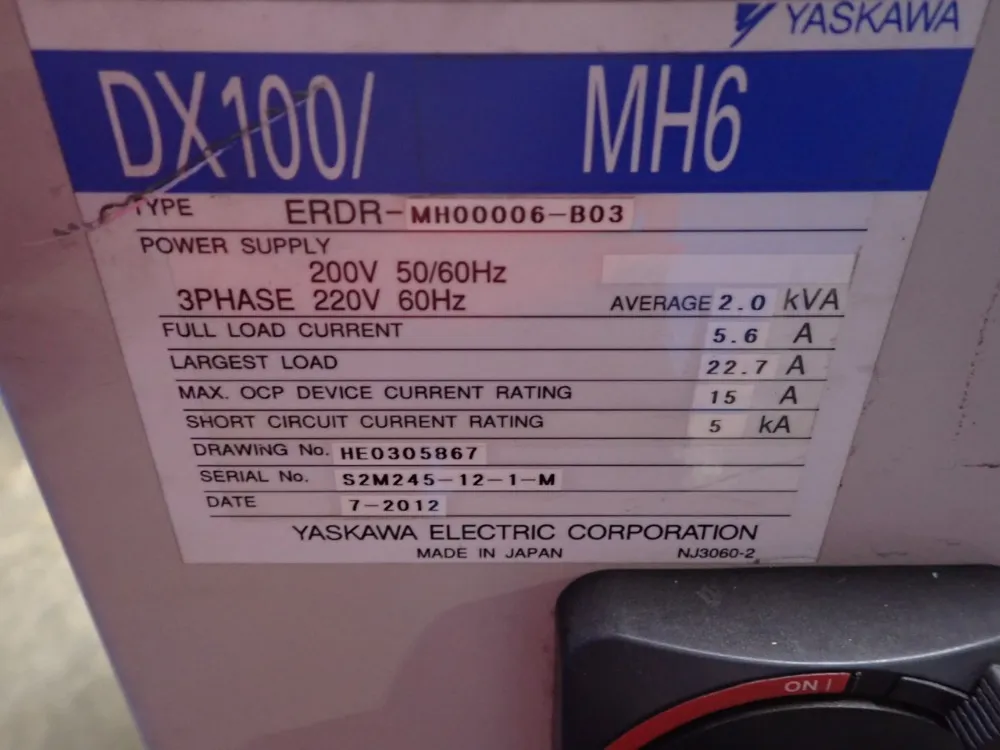 YASKAWA
DX100/ MH6
TYPE ERDR-MH00006-B03
POWER SUPPLY
200V 50/60Hz
3PHASE 220V 60Hz AVERAGE 2.0 kVA
FULL LOAD CURRENT 5.6 A
LARGEST LOAD 22.7 A
MAX. OCP DEVICE CURRENT RATING 15 A
SHORT CIRCUIT CURRENT RATING 5 kA
DRAWING No. HE0305867
SERIAL No. S2M245-12-1-M
DATE 7-2012
YASKAWA ELECTRIC CORPORATION
MADE IN JAPAN NJ3060-2
ON |